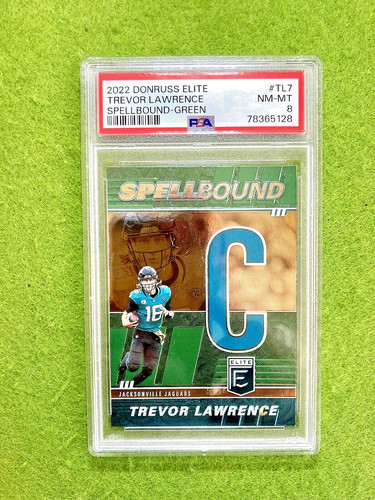 2022 DONRUSS ELITE #TL7
TREVOR LAWRENCE NM-MT
SPELLBOUND-GREEN 8
PSA 78365128
SPELLBOUND
C
16
ELITE
E
JACKSONVILLE JAGUARS
TREVOR LAWRENCE